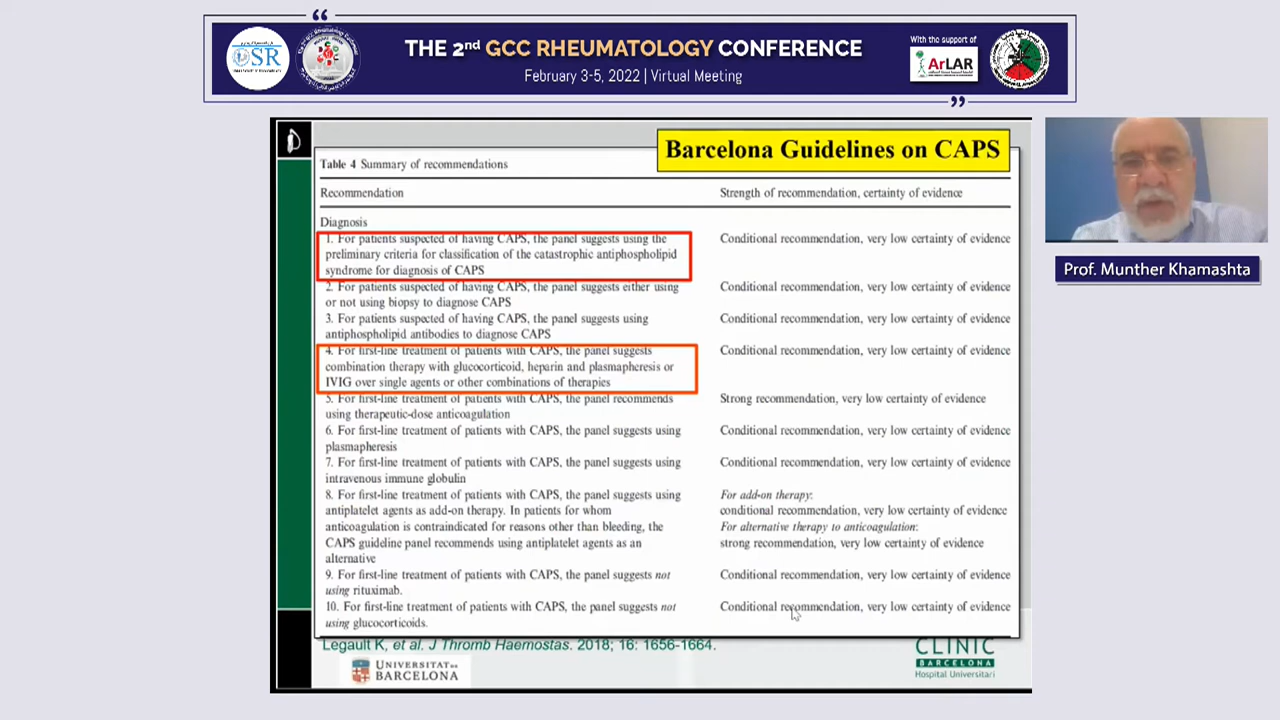 “
THE 2nd GCC RHEUMATOLOGY CONFERENCE
February 3-5, 2022 | Virtual Meeting
With the support of
OSR
ArLAR
”
Barcelona Guidelines on CAPS
Table 4 Summary of recommendations
Recommendation Strength of recommendation, certainty of evidence
Diagnosis
1. For patients suspected of having CAPS, the panel suggests using the Conditional recommendation, very low certainty of evidence
preliminary criteria for classification of the catastrophic antiphospholipid
syndrome for diagnosis of CAPS
2. For patients suspected of having CAPS, the panel suggests either using Conditional recommendation, very low certainty of evidence
or not using biopsy to diagnose CAPS
3. For patients suspected of having CAPS, the panel suggests using Conditional recommendation, very low certainty of evidence
antiphospholipid antibodies to diagnose CAPS
4. For first-line treatment of patients with CAPS, the panel suggests Conditional recommendation, very low certainty of evidence
combination therapy with glucocorticoid, heparin and plasmapheresis or
IVIG over single agents or other combinations of therapies
5. For first-line treatment of patients with CAPS, the panel recommends Strong recommendation, very low certainty of evidence
using therapeutic-dose anticoagulation
6. For first-line treatment of patients with CAPS, the panel suggests using Conditional recommendation, very low certainty of evidence
plasmapheresis
7. For first-line treatment of patients with CAPS, the panel suggests using Conditional recommendation, very low certainty of evidence
intravenous immune globulin
8. For first-line treatment of patients with CAPS, the panel suggests using For add-on therapy:
antiplatelet agents as add-on therapy. In patients for whom conditional recommendation, very low certainty of evidence
anticoagulation is contraindicated for reasons other than bleeding, the For alternative therapy to anticoagulation:
CAPS guideline panel recommends using antiplatelet agents as an strong recommendation, very low certainty of evidence
alternative
9. For first-line treatment of patients with CAPS, the panel suggests not Conditional recommendation, very low certainty of evidence
using rituximab.
10. For first-line treatment of patients with CAPS, the panel suggests not Conditional recommendation, very low certainty of evidence
using glucocorticoids.
Legault K, et al. J Thromb Haemostas. 2018; 16: 1656-1664.
UNIVERSITAT DE
BARCELONA
CLINIC
BARCELONA
Hospital Universitari
Prof. Munther Khamashta